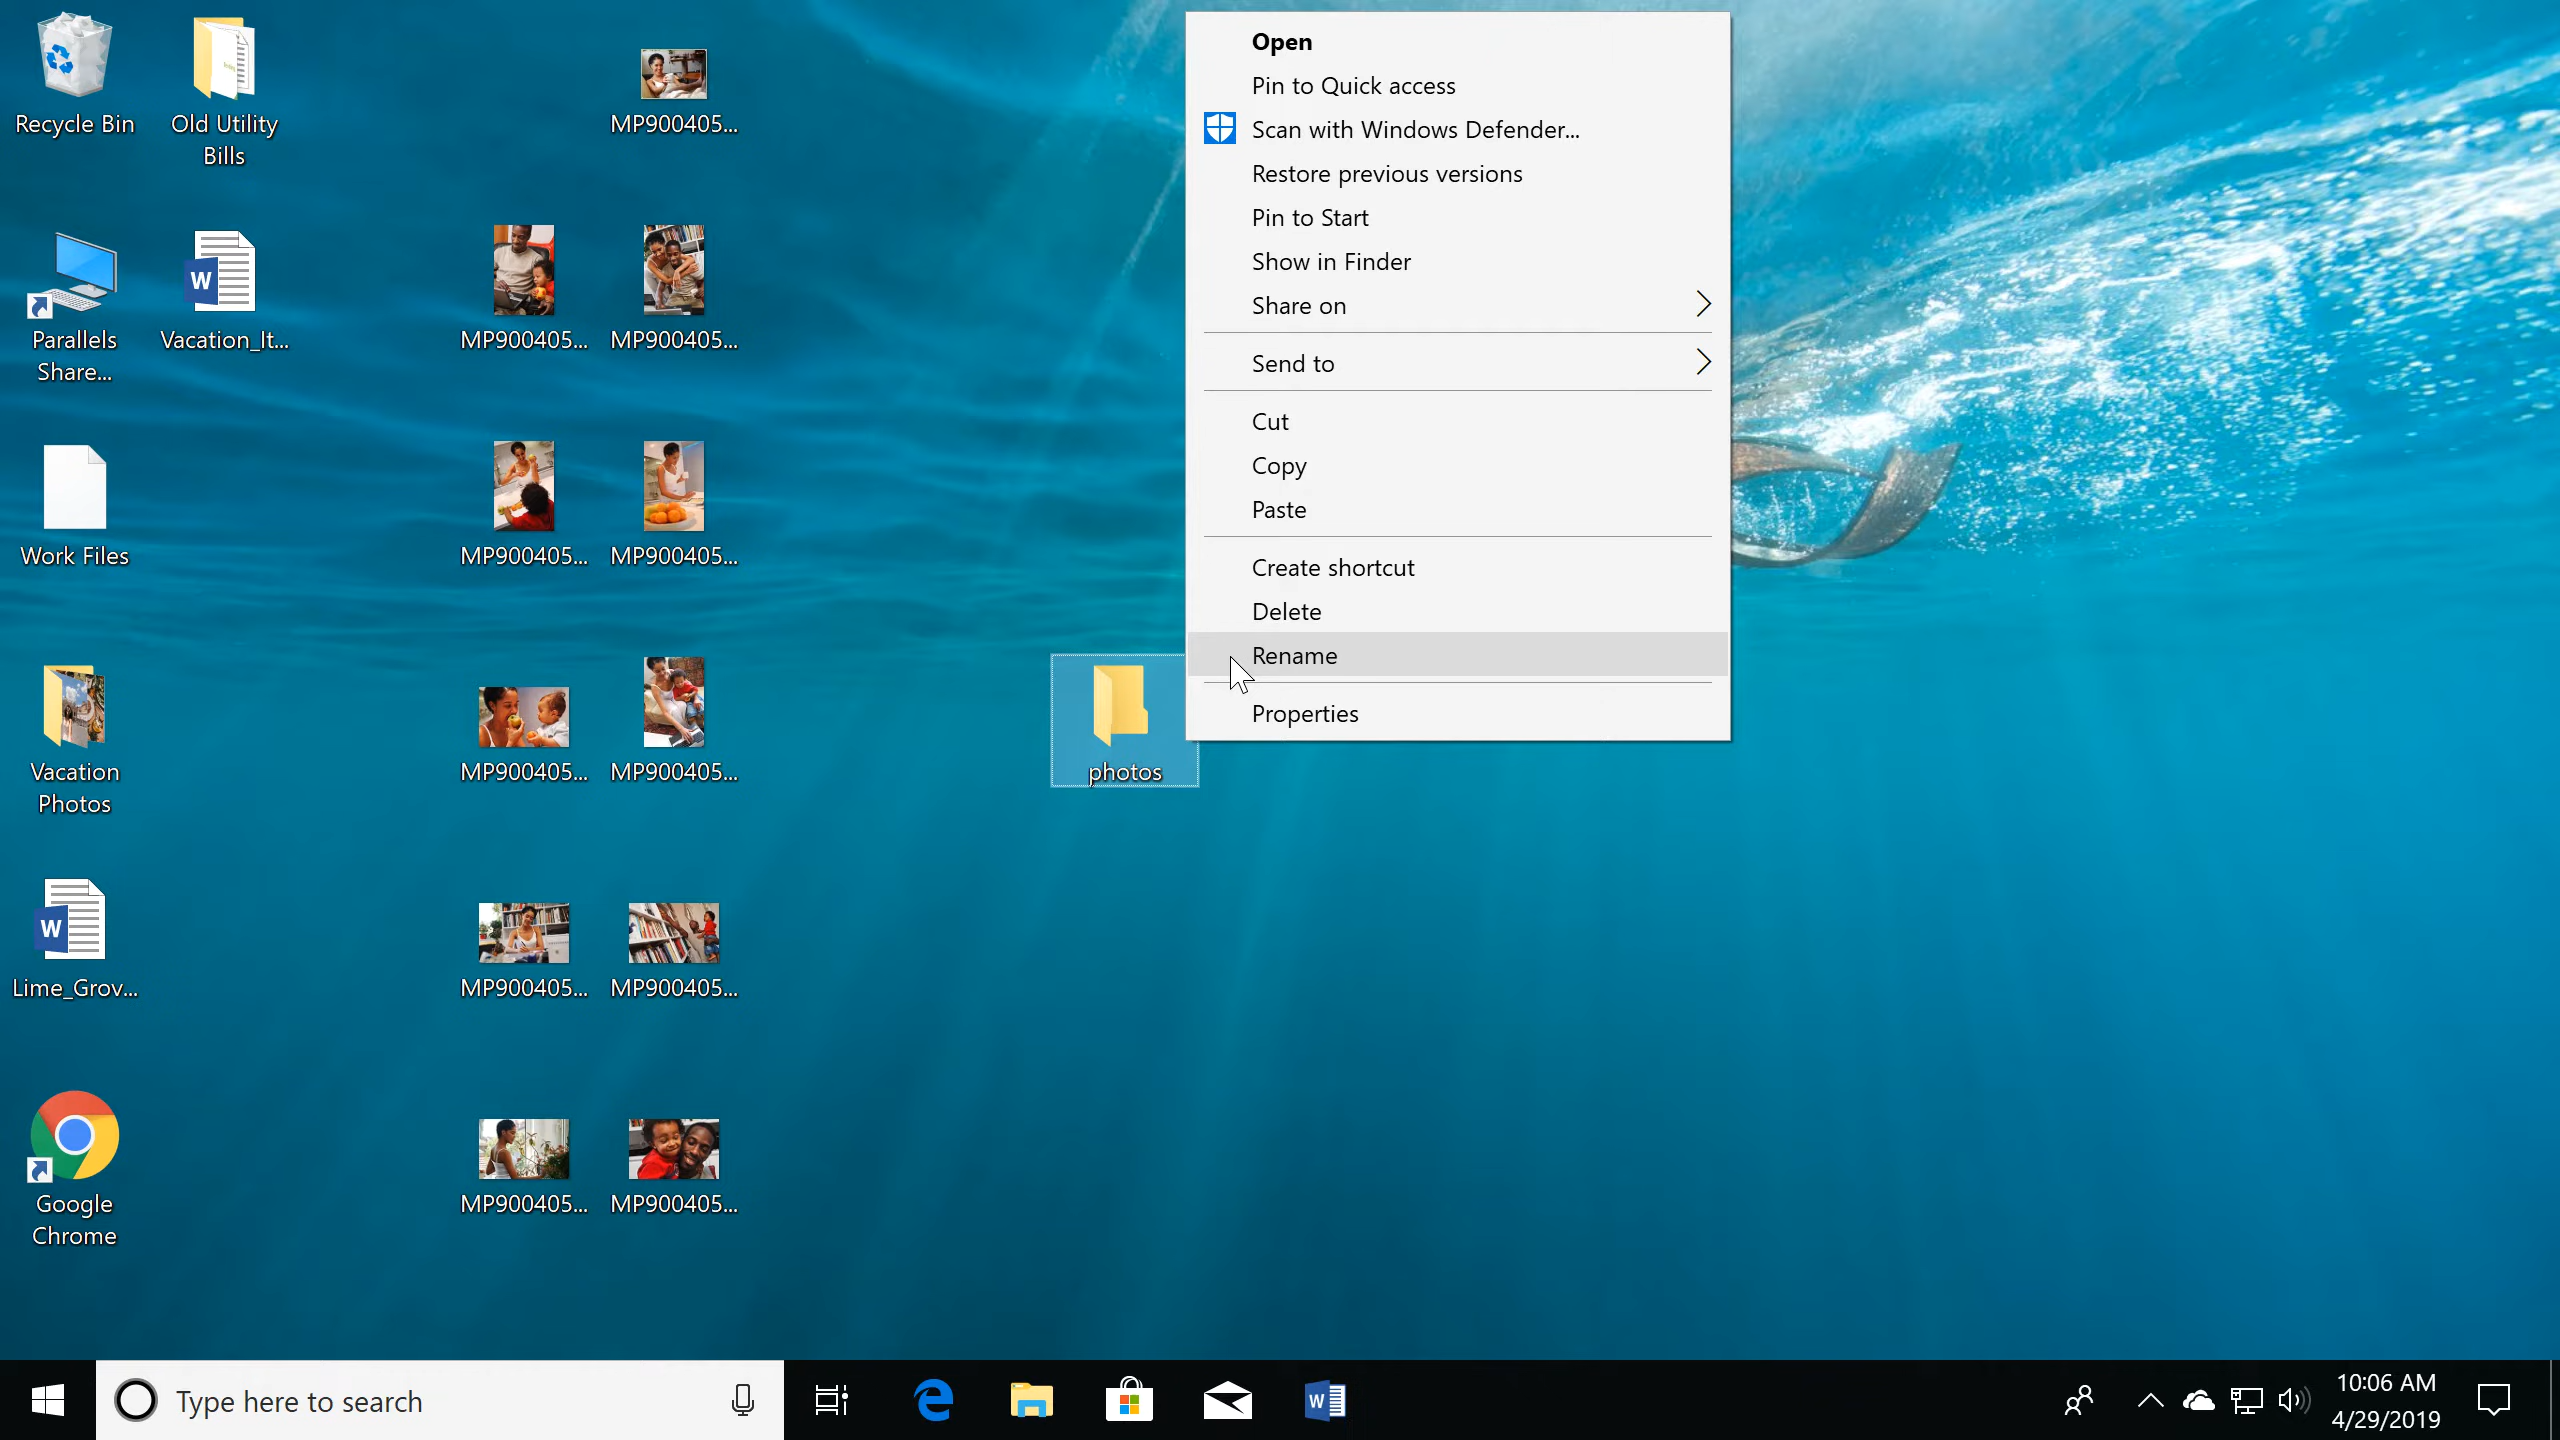 Recycle Bin
Old Utility
Bills
MP900405...
Parallels
Share...
Vacation_It...
MP900405...
MP900405...
Work Files
MP900405...
MP900405...
Vacation
Photos
MP900405...
MP900405...
photos
Lime_Grov...
MP900405...
MP900405...
Google
Chrome
MP900405...
MP900405...
Open
Pin to Quick access
Scan with Windows Defender...
Restore previous versions
Pin to Start
Show in Finder
Share on
Send to
Cut
Copy
Paste
Create shortcut
Delete
Rename
Properties
Type here to search
10:06 AM
4/29/2019